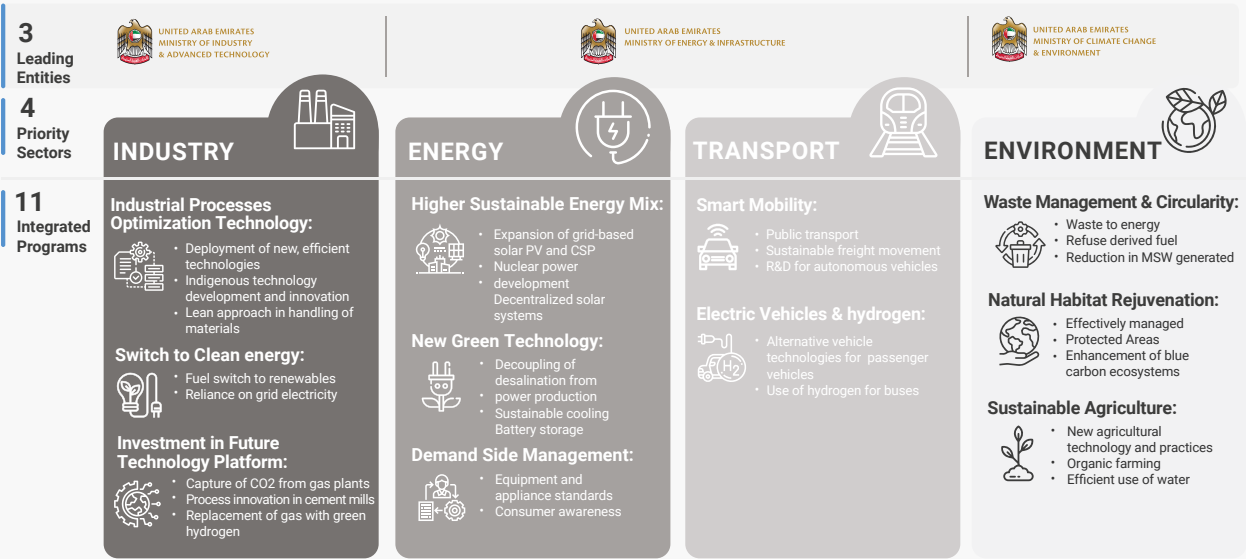 3
Leading
Entities
UNITED ARAB EMIRATES
MINISTRY OF INDUSTRY
& ADVANCED TECHNOLOGY
UNITED ARAB EMIRATES
MINISTRY OF ENERGY & INFRASTRUCTURE
UNITED ARAB EMIRATES
MINISTRY OF CLIMATE CHANGE
& ENVIRONMENT
4
Priority
Sectors
INDUSTRY
ENERGY
TRANSPORT
ENVIRONMENT
11
Integrated
Programs
Industrial Processes
Optimization Technology:
• Deployment of new, efficient
technologies
• Indigenous technology
development and innovation
• Lean approach in handling of
materials
Switch to Clean energy:
• Fuel switch to renewables
• Reliance on grid electricity
Investment in Future
Technology Platform:
• Capture of CO2 from gas plants
• Process innovation in cement mills
• Replacement of gas with green
hydrogen
Higher Sustainable Energy Mix:
• Expansion of grid-based
solar PV and CSP
• Nuclear power
• development
Decentralized solar
systems
New Green Technology:
• Decoupling of
desalination from
• power production
• Sustainable cooling
Battery storage
Demand Side Management:
• Equipment and
appliance standards
• Consumer awareness
Smart Mobility:
• Public transport
• Sustainable freight movement
• R&D for autonomous vehicles
Electric Vehicles & hydrogen:
H2
• Alternative vehicle
technologies for passenger
vehicles
• Use of hydrogen for buses
Waste Management & Circularity:
• Waste to energy
• Refuse derived fuel
• Reduction in MSW generated
Natural Habitat Rejuvenation:
• Effectively managed
• Protected Areas
• Enhancement of blue
carbon ecosystems
Sustainable Agriculture:
• New agricultural
technology and practices
• Organic farming
• Efficient use of water